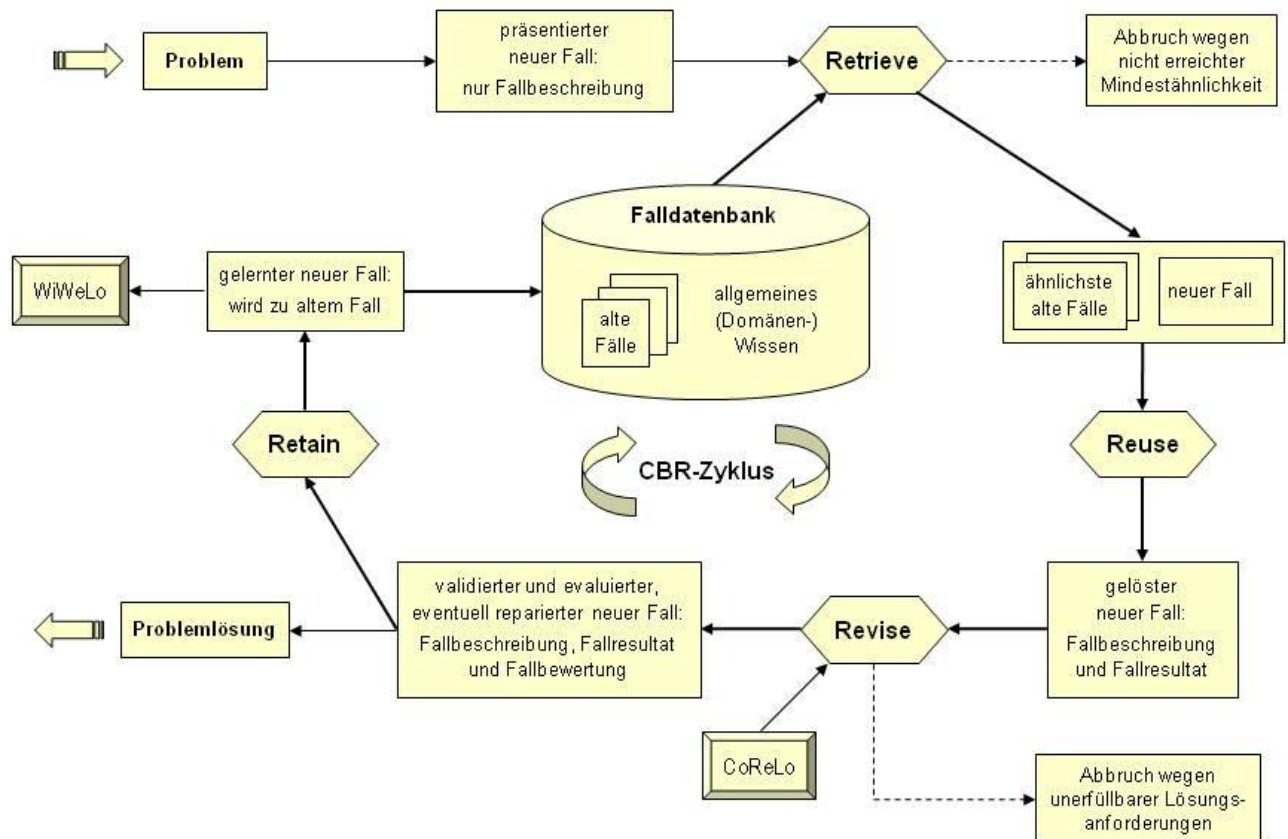 Problem
präsentierter
neuer Fall:
nur Fallbeschreibung
Retrieve
Abbruch wegen
nicht erreichter
Mindestähnlichkeit
Falldatenbank
alte
Fälle
allgemeines
(Domänen-)
Wissen
WiWeLo
gelernter neuer Fall:
wird zu altem Fall
ähnlichste
alte Fälle
neuer Fall
Retain
CBR-Zyklus
Reuse
Problemlösung
validierter und evaluierter,
eventuell reparierter neuer Fall:
Fallbeschreibung, Fallresultat
und Fallbewertung
Revise
gelöster
neuer Fall:
Fallbeschreibung
und Fallresultat
CoReLo
Abbruch wegen
unerfüllbarer Lösungs-
anforderungen